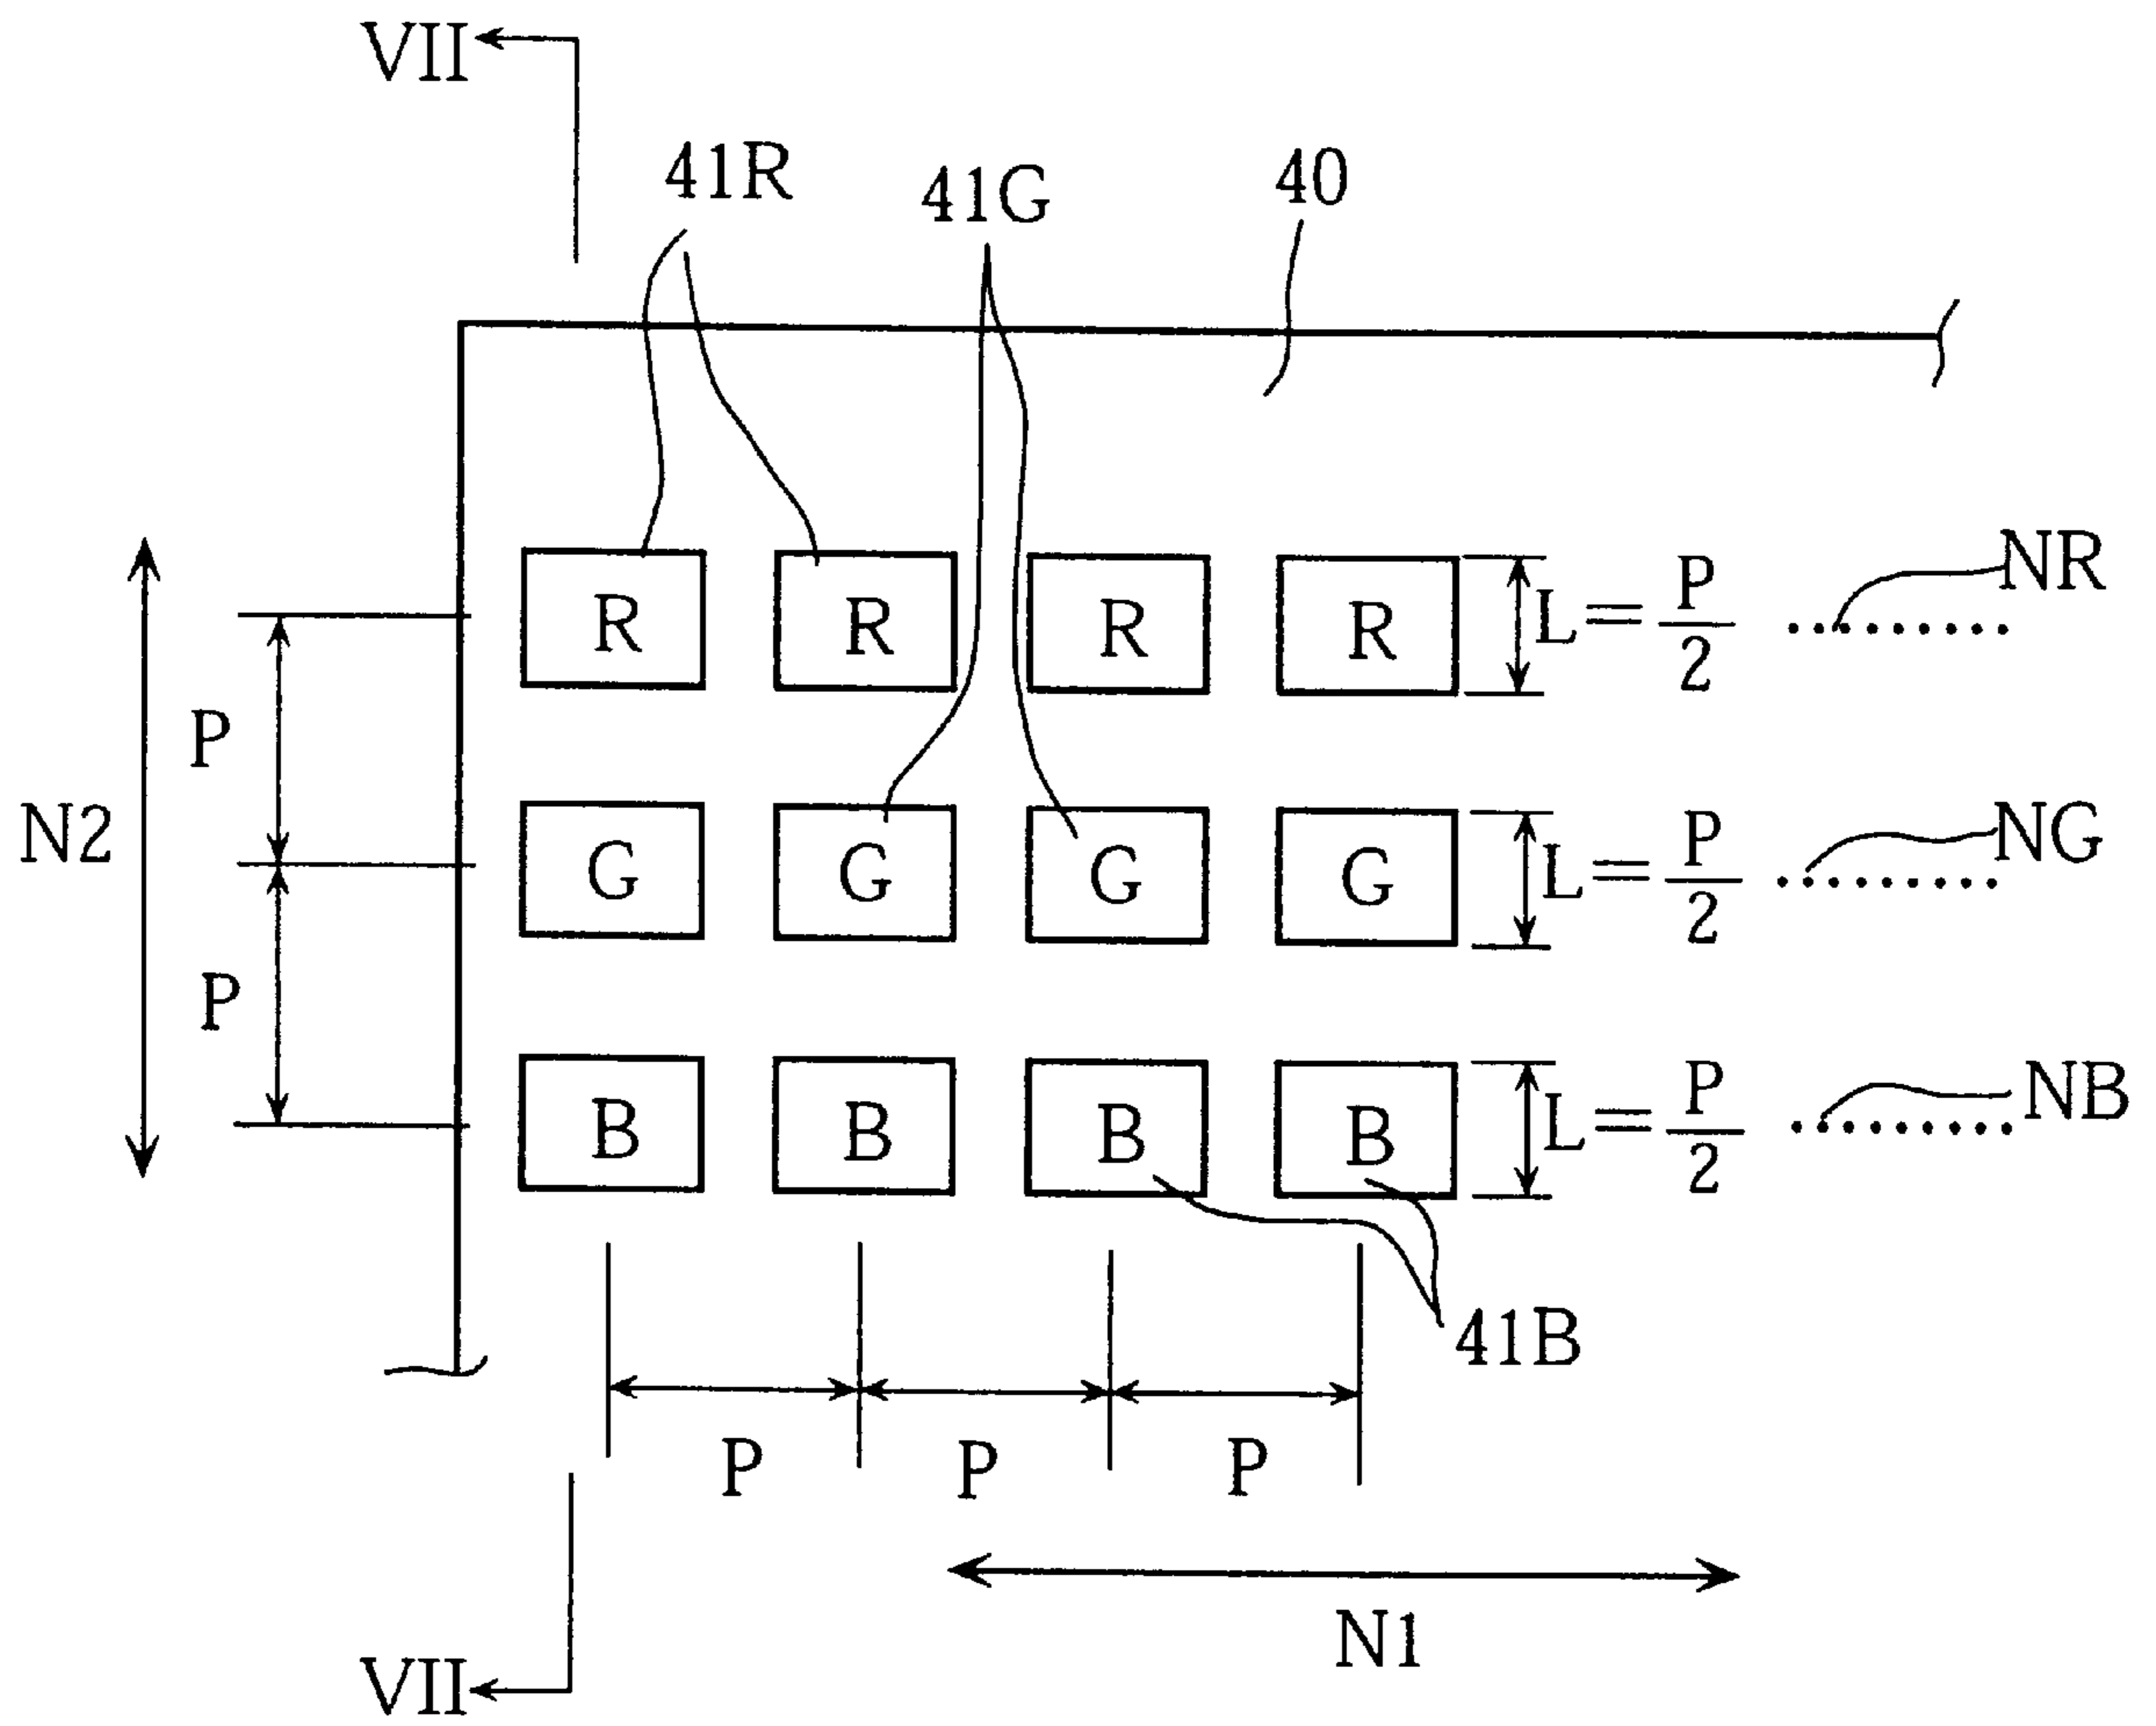 VII
41R 41G 40
R R R R L=P/2 NR
P
G G G G L=P/2 NG
N2
P
B B B B L=P/2 NB
41B
P P P
N1
VII